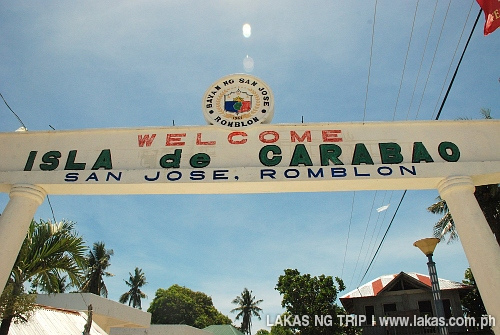 BAYAN NG SAN JOSE
ROMBLON
WELCOME
ISLA de CARABAO
SAN JOSE, ROMBLON
LAKAS NG TRIP / LAKAS
www.lakas.com.ph